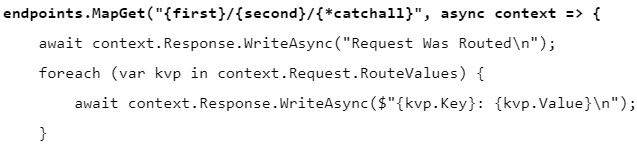 endpoints.MapGet("{first}/{second}/{*catchall}", async context => {
    await context.Response.WriteAsync("Request Was Routed\n");
    foreach (var kvp in context.Request.RouteValues) {
        await context.Response.WriteAsync($"{kvp.Key}: {kvp.Value}\n");
    }